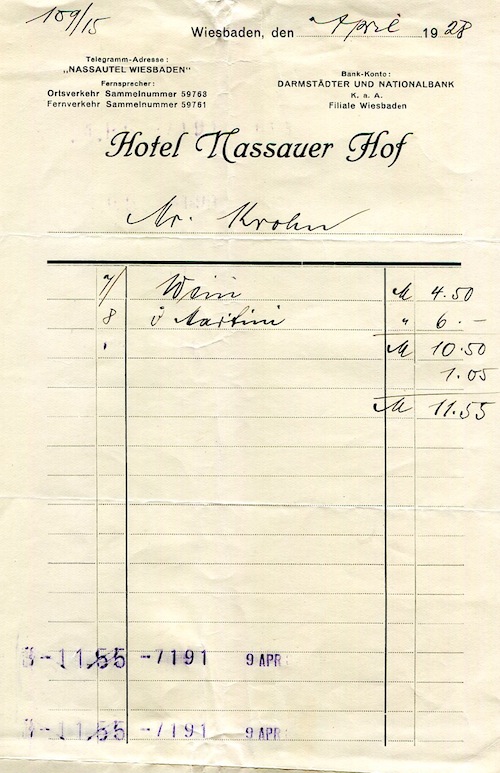 109/15
Wiesbaden, den April 1928
Telegramm-Adresse:
„NASSAUTEL WIESBADEN"
Fernsprecher:
Ortsverkehr Sammelnummer 59763
Fernverkehr Sammelnummer 59761
Bank-Konto:
DARMSTÄDTER UND NATIONALBANK
K. a. A.
Filiale Wiesbaden
Hotel Nassauer Hof
Mr. Krohn
7/ Wein M 4.50
8 Martini " 6.-
M 10.50
1.05
M 11.55
-11.55 -7191 9 APR
-11.55 -7191 9 APR